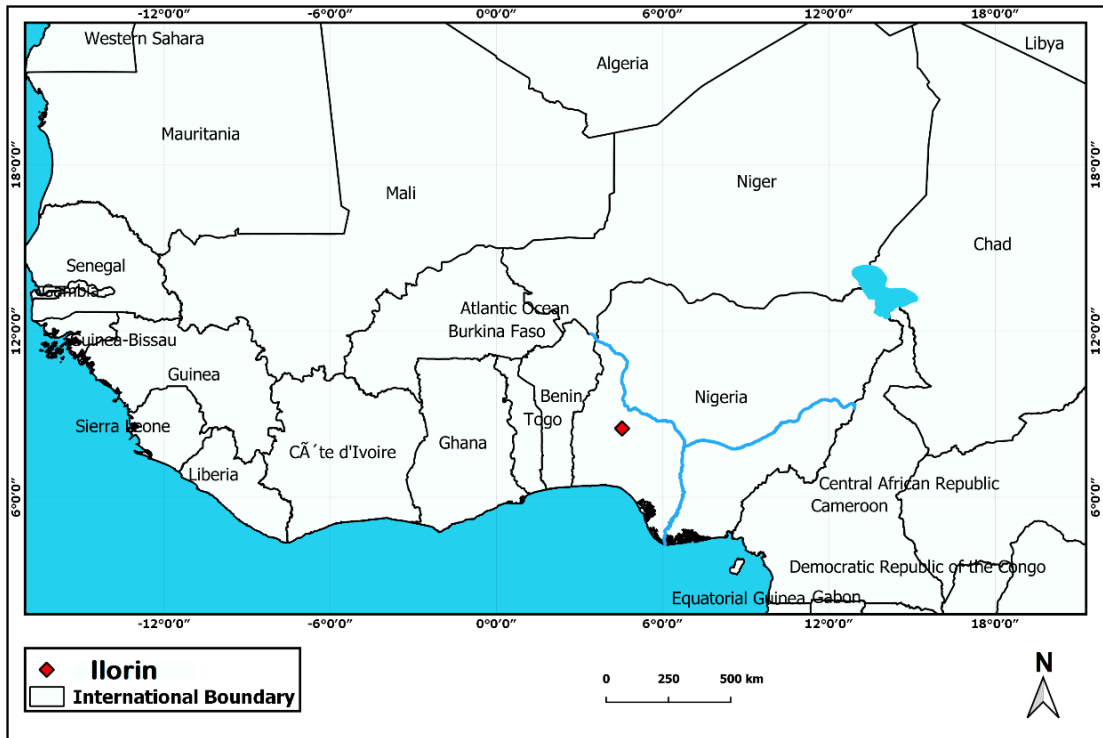 -12°0'0" -6°0'0" 0°0'0" 6°0'0" 12°0'0" 18°0'0"
Western Sahara
Libya
Algeria
Mauritania
18°0'0" 18°0'0"
Niger
Mali
Chad
Senegal
Gambia
Atlantic Ocean
12°0'0" 12°0'0"
Burkina Faso
Guinea-Bissau
Guinea
Benin
Nigeria
Togo
Sierra Leone
Ghana
CÃ´te d'Ivoire
Liberia
Central African Republic
6°0'0" 6°0'0"
Cameroon
Democratic Republic of the Congo
Equatorial Guinea
Gabon
-12°0'0" -6°0'0" 0°0'0" 6°0'0" 12°0'0" 18°0'0"
Ilorin
International Boundary
0 250 500 km
N